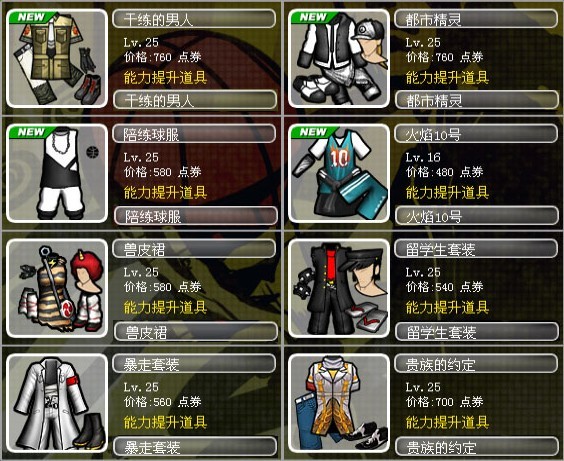 NEW
干练的男人
Lv.25
价格:760 点券
能力提升道具
干练的男人
NEW
都市精灵
Lv.25
价格:760 点券
能力提升道具
都市精灵
NEW
陪练球服
Lv.25
价格:580 点券
能力提升道具
陪练球服
NEW
火焰10号
10
Lv.16
价格:480 点券
能力提升道具
火焰10号
兽皮裙
Lv.25
价格:580 点券
能力提升道具
兽皮裙
留学生套装
Lv.25
价格:540 点券
能力提升道具
留学生套装
暴走套装
Lv.25
价格:560 点券
能力提升道具
暴走套装
贵族的约定
Lv.25
价格:700 点券
能力提升道具
贵族的约定